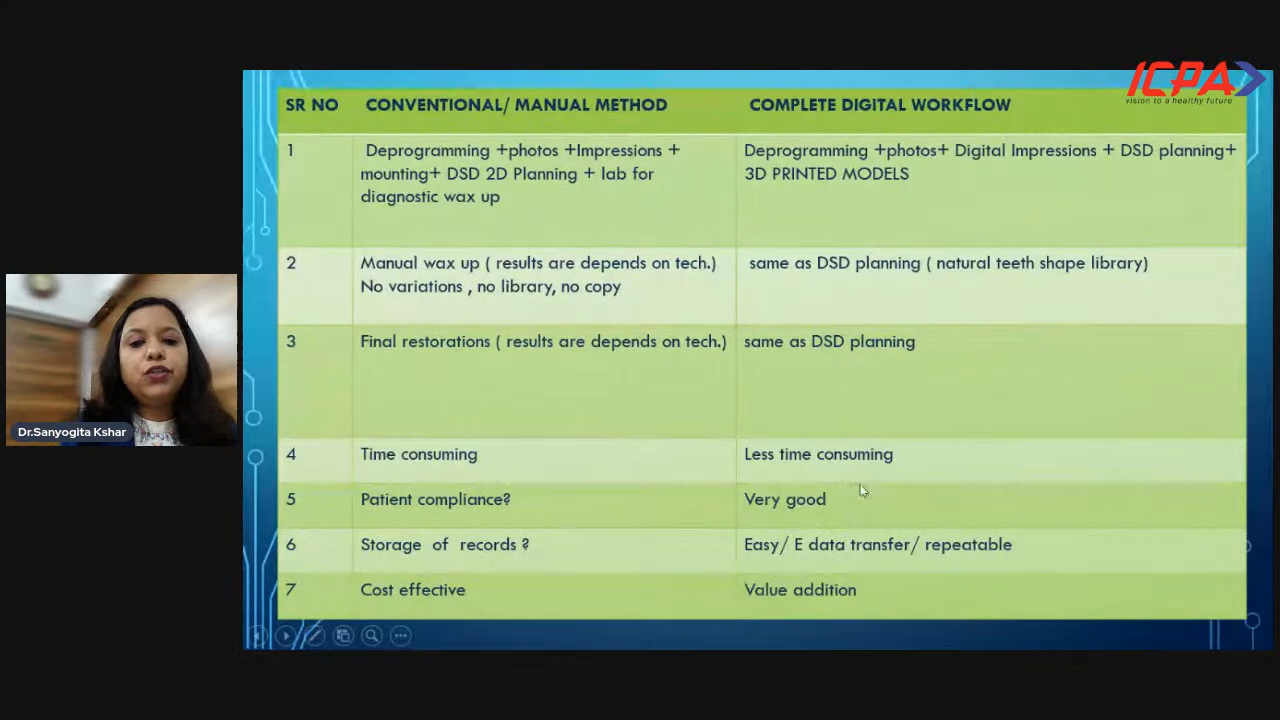 ICPA
vision to a healthy future
SR NO CONVENTIONAL/ MANUAL METHOD COMPLETE DIGITAL WORKFLOW
1 Deprogramming +photos +Impressions + mounting+ DSD 2D Planning + lab for diagnostic wax up Deprogramming +photos+ Digital Impressions + DSD planning+ 3D PRINTED MODELS
2 Manual wax up ( results are depends on tech.) No variations , no library, no copy same as DSD planning ( natural teeth shape library)
3 Final restorations ( results are depends on tech.) same as DSD planning
4 Time consuming Less time consuming
5 Patient compliance? Very good
6 Storage of records ? Easy/ E data transfer/ repeatable
7 Cost effective Value addition
Dr.Sanyogita Kshar